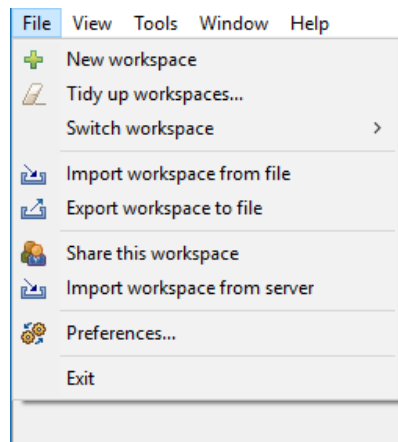 File View Tools Window Help
New workspace
Tidy up workspaces...
Switch workspace
Import workspace from file
Export workspace to file
Share this workspace
Import workspace from server
Preferences...
Exit